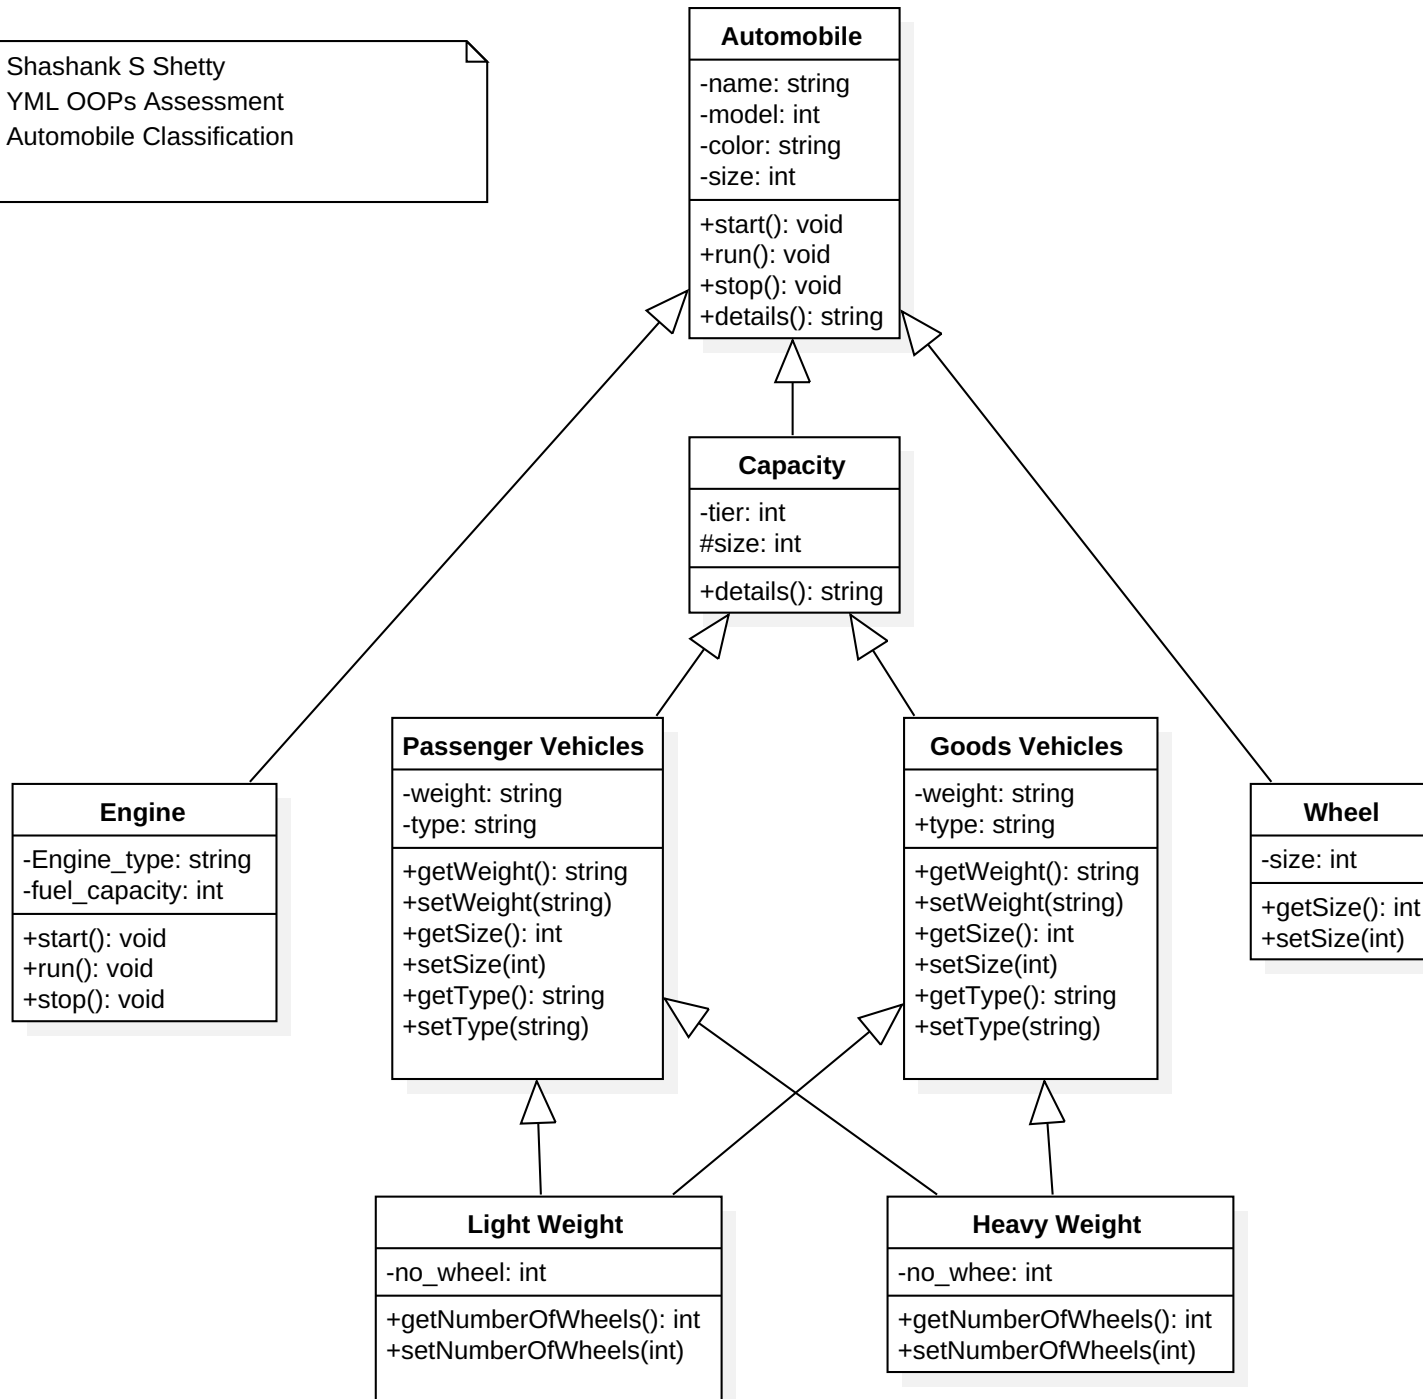 Shashank S Shetty
YML OOPs Assessment
Automobile Classification
Automobile
-name: string
-model: int
-color: string
-size: int
+start(): void
+run(): void
+stop(): void
+details(): string
Capacity
-tier: int
#size: int
+details(): string
Engine
-Engine_type: string
-fuel_capacity: int
+start(): void
+run(): void
+stop(): void
Passenger Vehicles
-weight: string
-type: string
+getWeight(): string
+setWeight(string)
+getSize(): int
+setSize(int)
+getType(): string
+setType(string)
Goods Vehicles
-weight: string
+type: string
+getWeight(): string
+setWeight(string)
+getSize(): int
+setSize(int)
+getType(): string
+setType(string)
Wheel
-size: int
+getSize(): int
+setSize(int)
Light Weight
-no_wheel: int
+getNumberOfWheels(): int
+setNumberOfWheels(int)
Heavy Weight
-no_whee: int
+getNumberOfWheels(): int
+setNumberOfWheels(int)